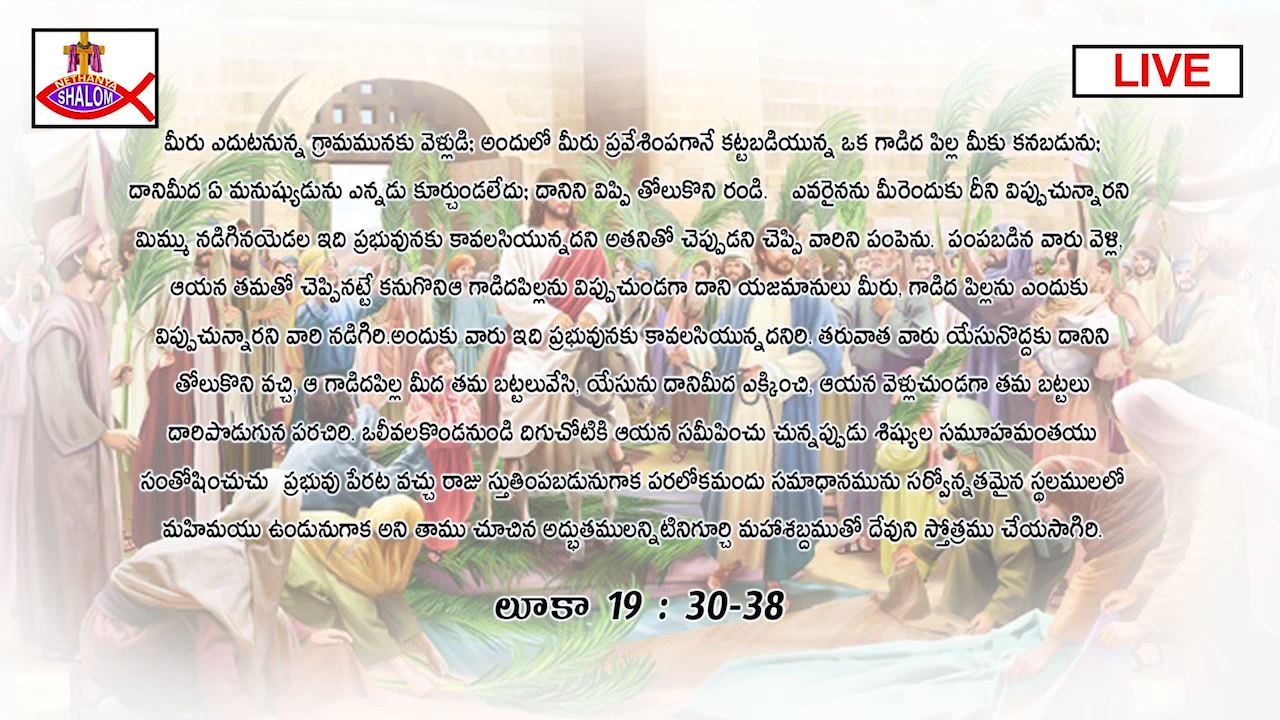 NETHANYA
SHALOM
LIVE
మీరు ఎదుటనున్న గ్రామమునకు వెళ్లుడి; అందులో మీరు ప్రవేశింపగానే కట్టబడియున్న ఒక గాడిద పిల్ల మీకు కనబడును;
దానిమీద ఏ మనుష్యుడును ఎన్నడు కూర్చుండలేదు; దానిని విప్పి తోలుకొని రండి. ఎవరైనను మీరెందుకు దీని విప్పుచున్నారని
మిమ్ము నడిగినయెడల ఇది ప్రభువునకు కావలసియున్నదని అతనితో చెప్పుడని చెప్పి వారిని పంపెను. పంపబడిన వారు వెళ్లి,
ఆయన తమతో చెప్పినట్టే కనుగొనిఆ గాడిదపిల్లను విప్పుచుండగా దాని యజమానులు మీరు, గాడిద పిల్లను ఎందుకు
విప్పుచున్నారని వారి నడిగిరి.అందుకు వారు ఇది ప్రభువునకు కావలసియున్నదనిరి. తరువాత వారు యేసునొద్దకు దానిని
తోలుకొని వచ్చి, ఆ గాడిదపిల్ల మీద తమ బట్టలువేసి, యేసును దానిమీద ఎక్కించి, ఆయన వెళ్లుచుండగా తమ బట్టలు
దారిపొడుగున పరచిరి. ఒలీవలకొండనుండి దిగుచోటికి ఆయన సమీపించు చున్నప్పుడు శిష్యుల సమూహమంతయు
సంతోషించుచు ప్రభువు పేరట వచ్చు రాజు స్తుతింపబడునుగాక పరలోకమందు సమాధానమును సర్వోన్నతమైన స్థలములలో
మహిమయు ఉండునుగాక అని తాము చూచిన అద్భుతములన్నిటినిగూర్చి మహాశబ్దముతో దేవుని స్తోత్రము చేయసాగిరి.
లూకా 19 : 30-38